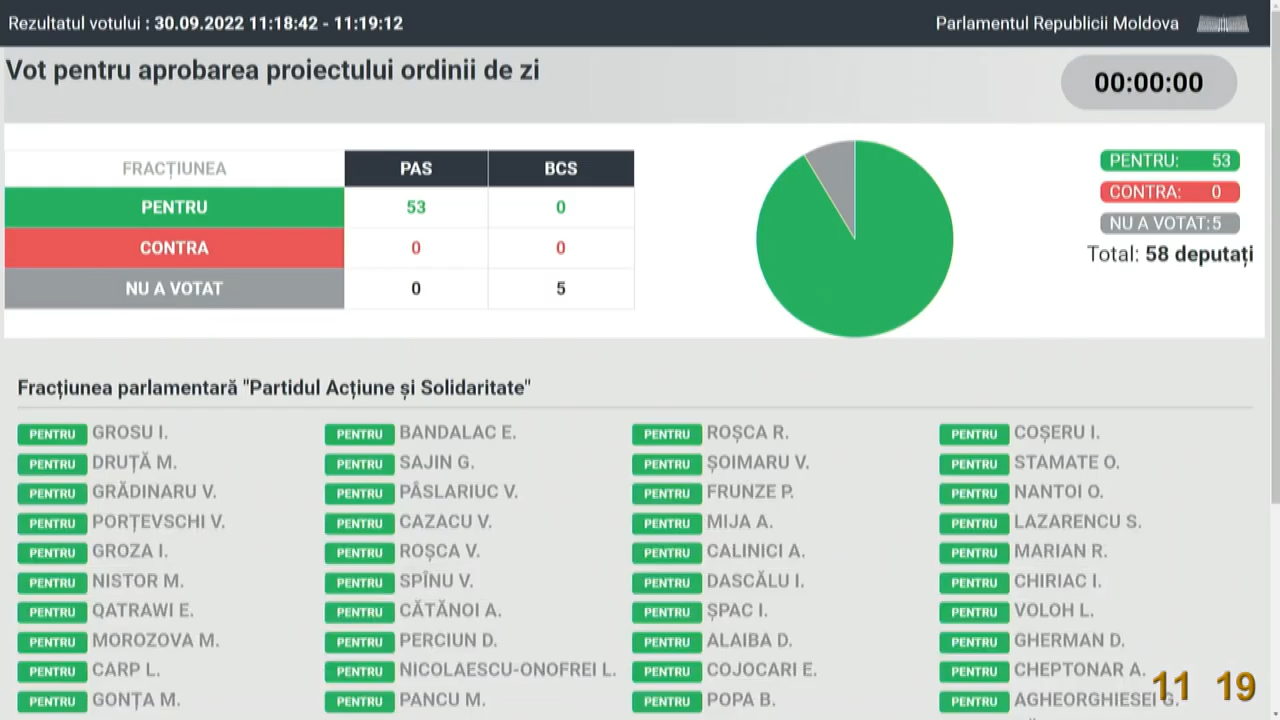 Rezultatul votului : 30.09.2022 11:18:42 - 11:19:12
Parlamentul Republicii Moldova
Vot pentru aprobarea proiectului ordinii de zi
00:00:00
FRACȚIUNEA PAS BCS
PENTRU 53 0
CONTRA 0 0
NU A VOTAT 0 5
PENTRU: 53
CONTRA: 0
NU A VOTAT: 5
Total: 58 deputați
Fracțiunea parlamentară "Partidul Acțiune și Solidaritate"
PENTRU GROSU I. PENTRU BANDALAC E. PENTRU ROȘCA R. PENTRU COȘERU I.
PENTRU DRUȚĂ M. PENTRU SAJIN G. PENTRU ȘOIMARU V. PENTRU STAMATE O.
PENTRU GRĂDINARU V. PENTRU PÂSLARIUC V. PENTRU FRUNZE P. PENTRU NANTOI O.
PENTRU PORȚEVSCHI V. PENTRU CAZACU V. PENTRU MIJA A. PENTRU LAZARENCU S.
PENTRU GROZA I. PENTRU ROȘCA V. PENTRU CALINICI A. PENTRU MARIAN R.
PENTRU NISTOR M. PENTRU SPÎNU V. PENTRU DASCĂLU I. PENTRU CHIRIAC I.
PENTRU QATRAWI E. PENTRU CĂTĂNOI A. PENTRU ȘPAC I. PENTRU VOLOH L.
PENTRU MOROZOVA M. PENTRU PERCIUN D. PENTRU ALAIBA D. PENTRU GHERMAN D.
PENTRU CARP L. PENTRU NICOLAESCU-ONOFREI L. PENTRU COJOCARI E. PENTRU CHEPTONAR A.
PENTRU GONȚA M. PENTRU PANCU M. PENTRU POPA B. PENTRU AGHEORGHIESEI G.
11 19